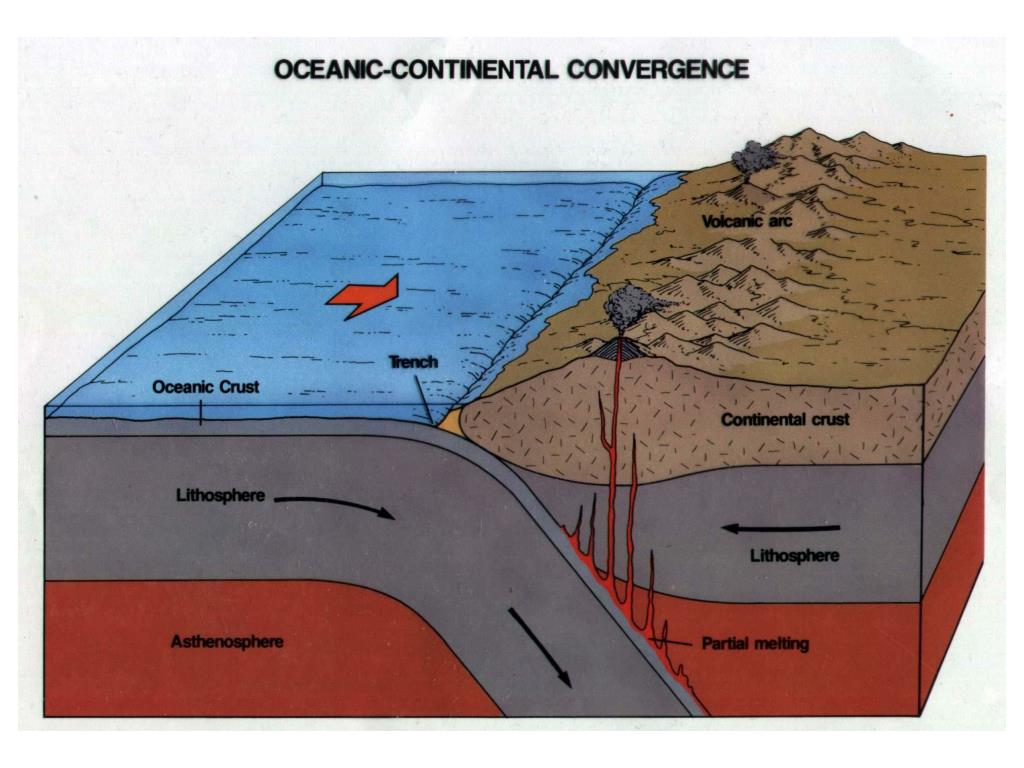 OCEANIC-CONTINENTAL CONVERGENCE
Volcanic arc
Trench
Oceanic Crust
Continental crust
Lithosphere
Lithosphere
Asthenosphere
Partial melting